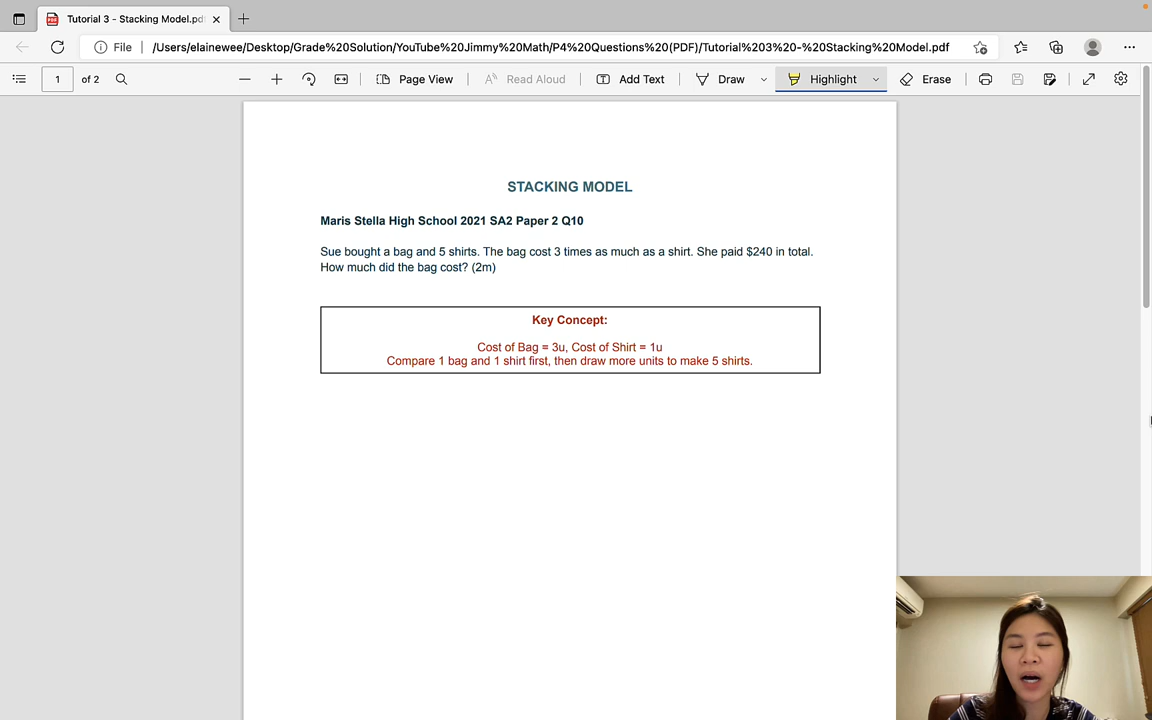 Tutorial 3 - Stacking Model.pd
File
/Users/elainewee/Desktop/Grade%20Solution/YouTube%20Jimmy%20Math/P4%20Questions%20(PDF)/Tutorial%203%20-%20Stacking%20Model.pdf
1 of 2 Page View Read Aloud Add Text Draw Highlight Erase
STACKING MODEL
Maris Stella High School 2021 SA2 Paper 2 Q10
Sue bought a bag and 5 shirts. The bag cost 3 times as much as a shirt. She paid $240 in total.
How much did the bag cost? (2m)
Key Concept:
Cost of Bag = 3u, Cost of Shirt = 1u
Compare 1 bag and 1 shirt first, then draw more units to make 5 shirts.